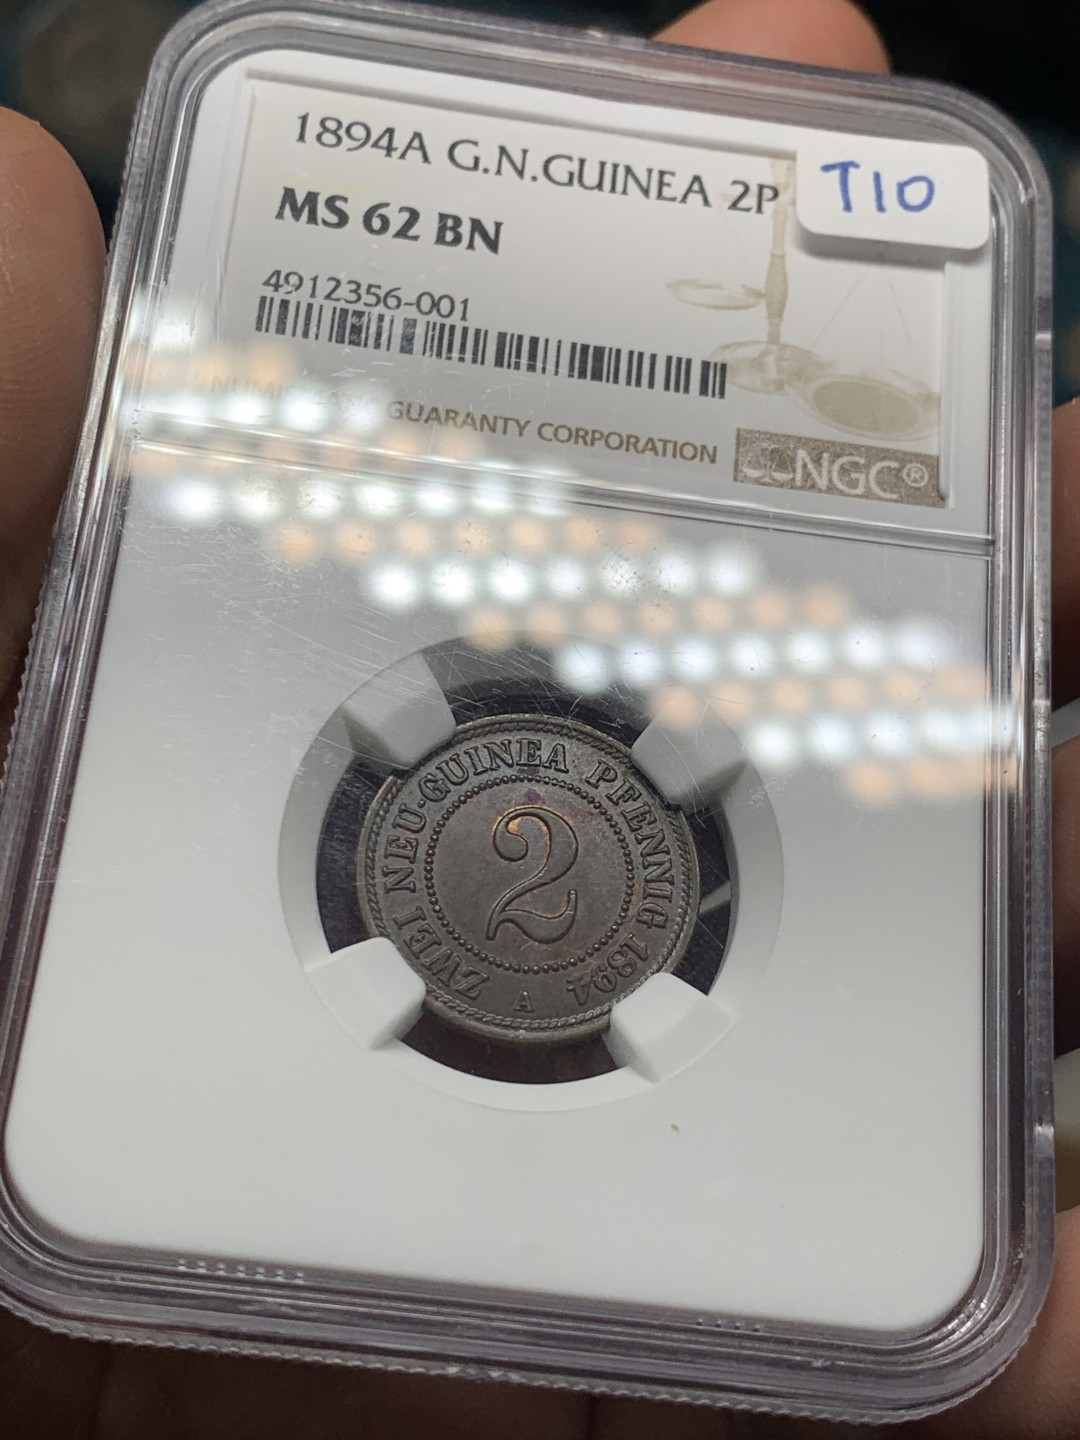 1894A G.N.GUINEA 2P
T10
MS 62 BN
4912356-001
GUARANTY CORPORATION
NGC®
ZWEI NEU-GUINEA PFENNIG 1894
2
A